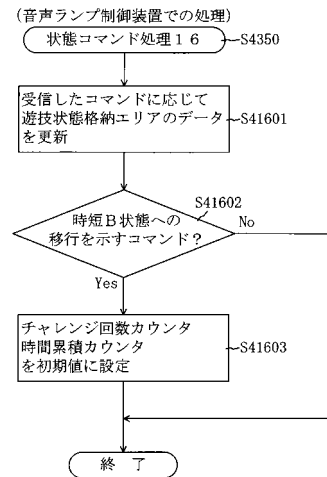 (音声ランプ制御装置での処理)
状態コマンド処理16
S4350
受信したコマンドに応じて
遊技状態格納エリアのデータ
を更新
S41601
S41602
時短B状態への
移行を示すコマンド?
No
Yes
チャレンジ回数カウンタ
時間累積カウンタ
を初期値に設定
S41603
終 了